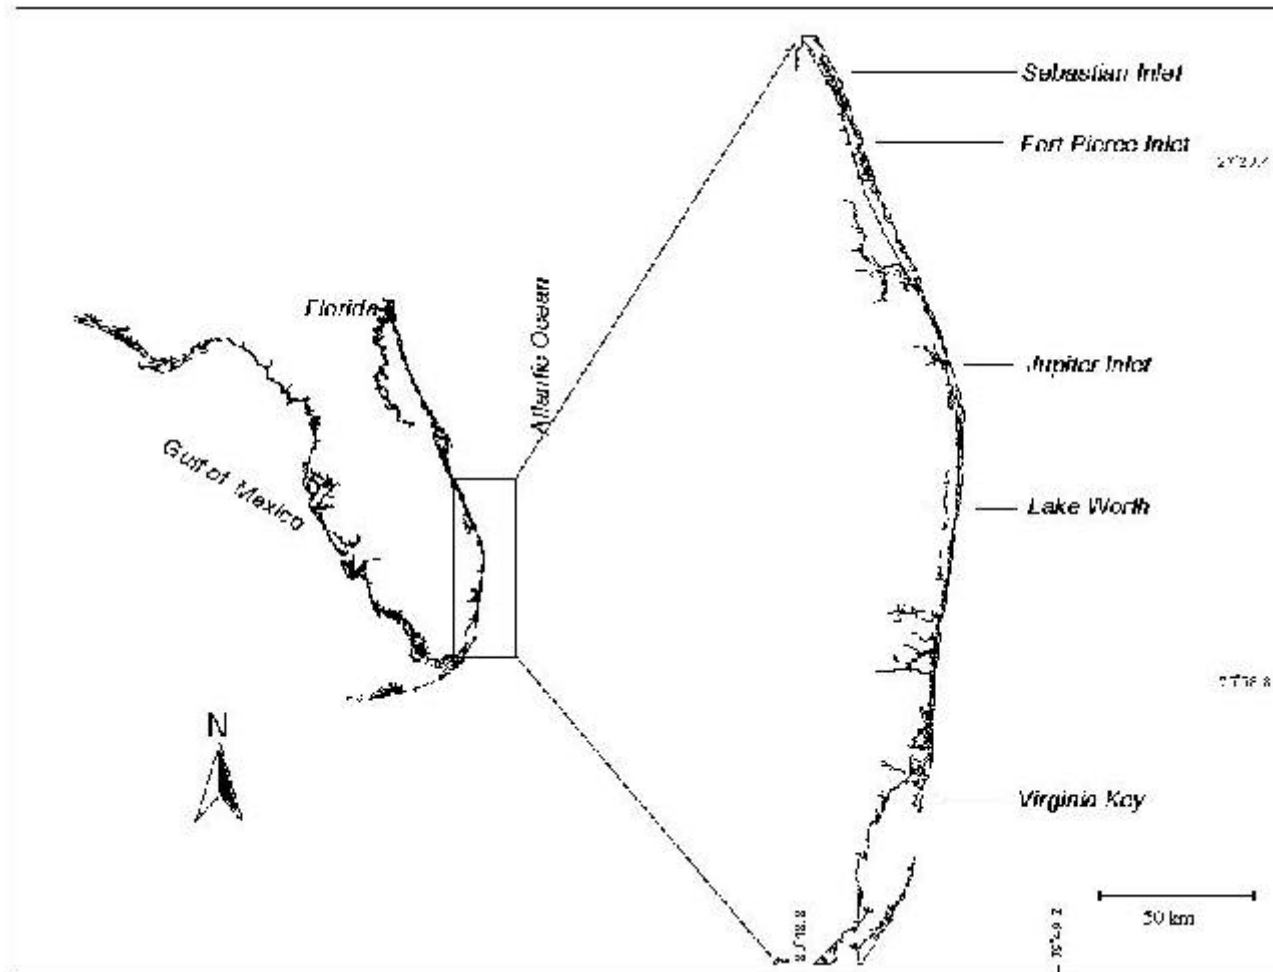 Sebastian Inlet
Fort Pierce Inlet
Florida
Atlantic Ocean
Jupiter Inlet
Gulf of Mexico
Lake Worth
N
Virginia Key
50 km